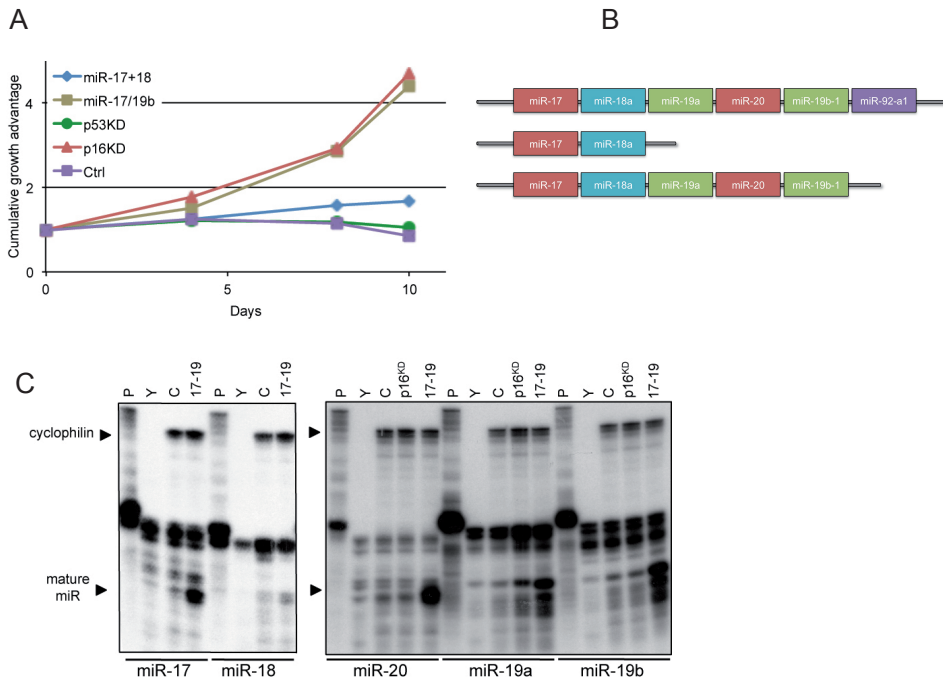 A
B
miR-17+18
miR-17/19b
p53KD
p16KD
Ctrl
Cumulative growth advantage
4
2
0
0
5
10
Days
miR-17
miR-18a
miR-19a
miR-20
miR-19b-1
miR-92-a1
miR-17
miR-18a
miR-17
miR-18a
miR-19a
miR-20
miR-19b-1
C
P
Y
C
17-19
P
Y
C
17-19
P
Y
C
p16KD
17-19
P
Y
C
p16KD
17-19
P
Y
C
p16KD
17-19
cyclophilin
mature
miR
miR-17
miR-18
miR-20
miR-19a
miR-19b